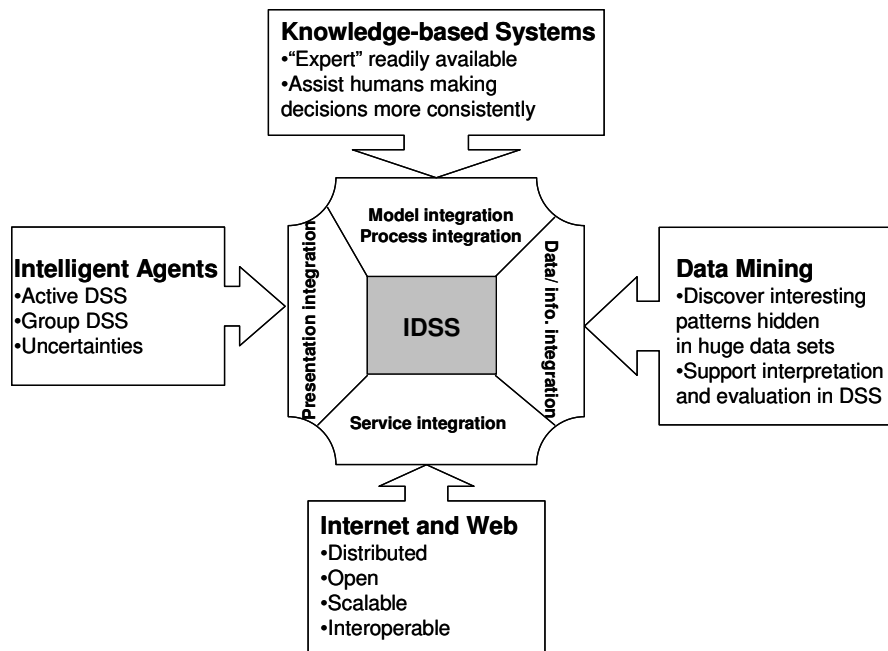 Knowledge-based Systems
•“Expert” readily available
•Assist humans making
decisions more consistently
Model integration
Process integration
Intelligent Agents
•Active DSS
•Group DSS
•Uncertainties
Presentation integration
IDSS
Data/ info. integration
Data Mining
•Discover interesting
patterns hidden
in huge data sets
•Support interpretation
and evaluation in DSS
Service integration
Internet and Web
•Distributed
•Open
•Scalable
•Interoperable